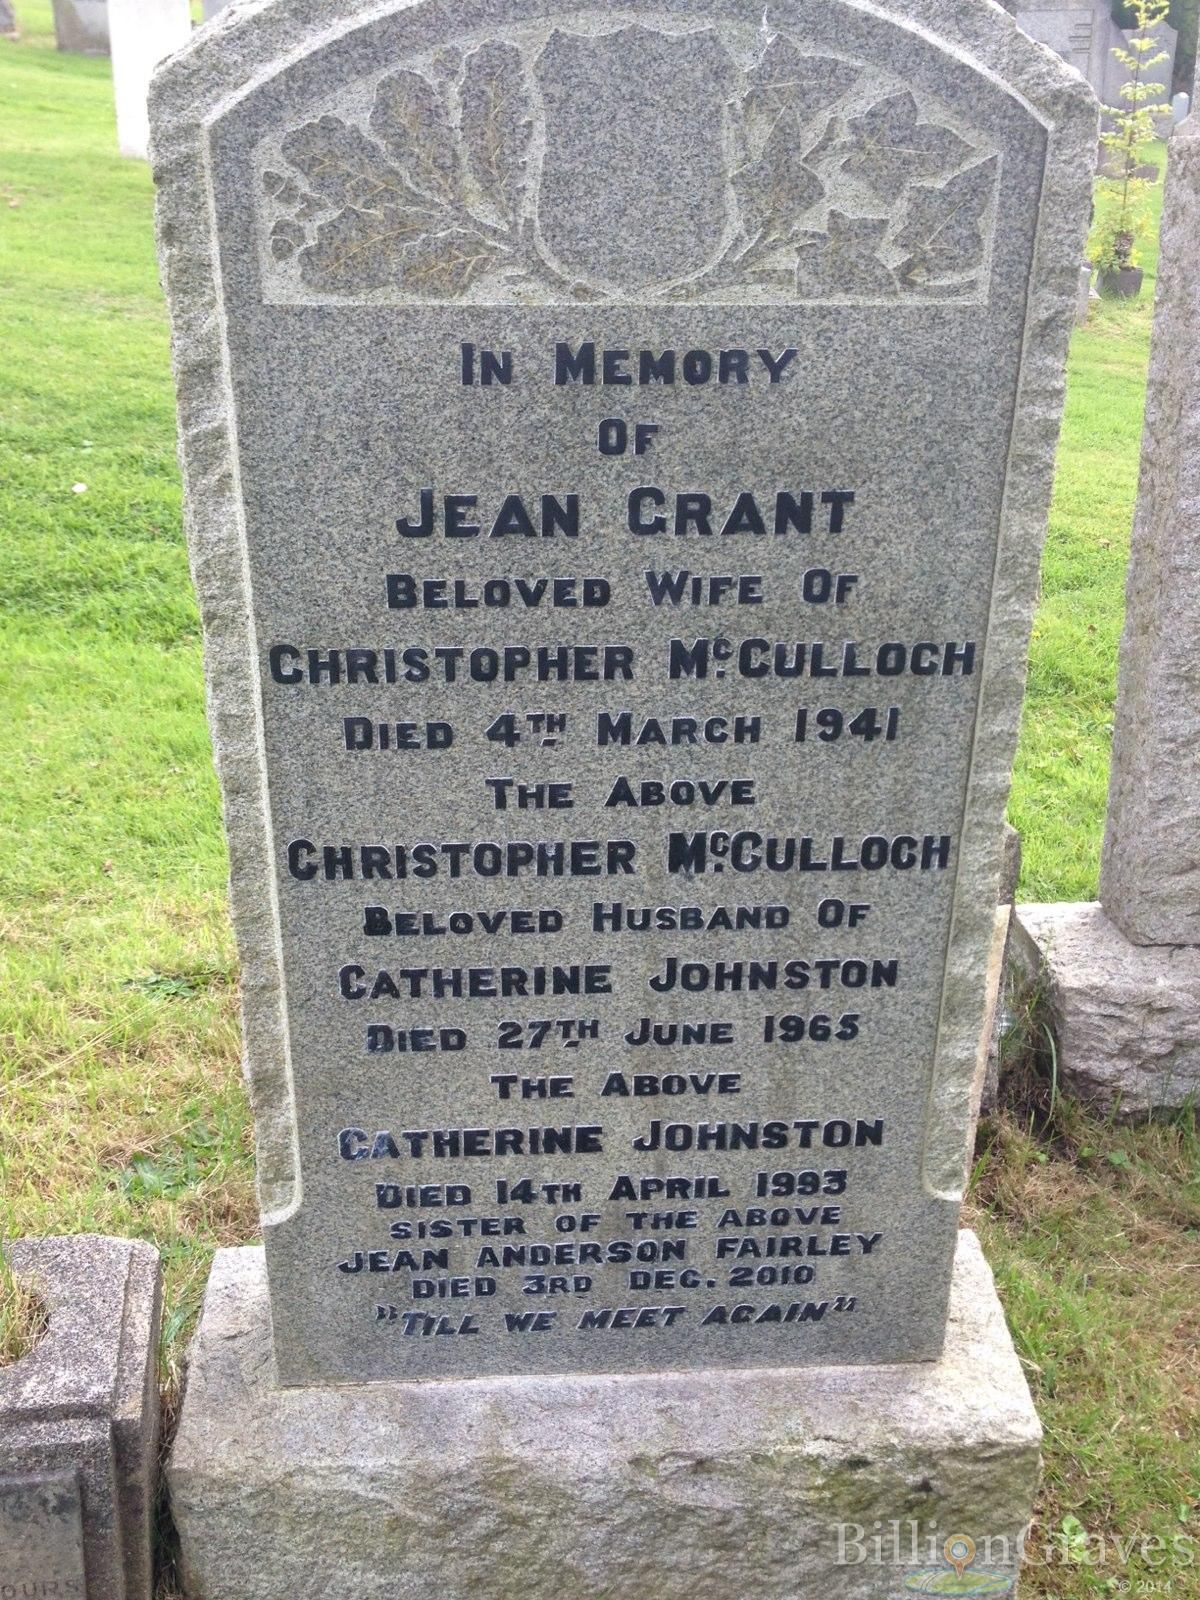 IN MEMORY
OF
JEAN GRANT
BELOVED WIFE OF
CHRISTOPHER McCULLOCH
DIED 4TH MARCH 1941
THE ABOVE
CHRISTOPHER McCULLOCH
BELOVED HUSBAND OF
CATHERINE JOHNSTON
DIED 27TH JUNE 1965
THE ABOVE
CATHERINE JOHNSTON
DIED 14TH APRIL 1993
SISTER OF THE ABOVE
JEAN ANDERSON FAIRLEY
DIED 3RD DEC. 2010
"TILL WE MEET AGAIN"
OURS
BillionGraves
© 2014